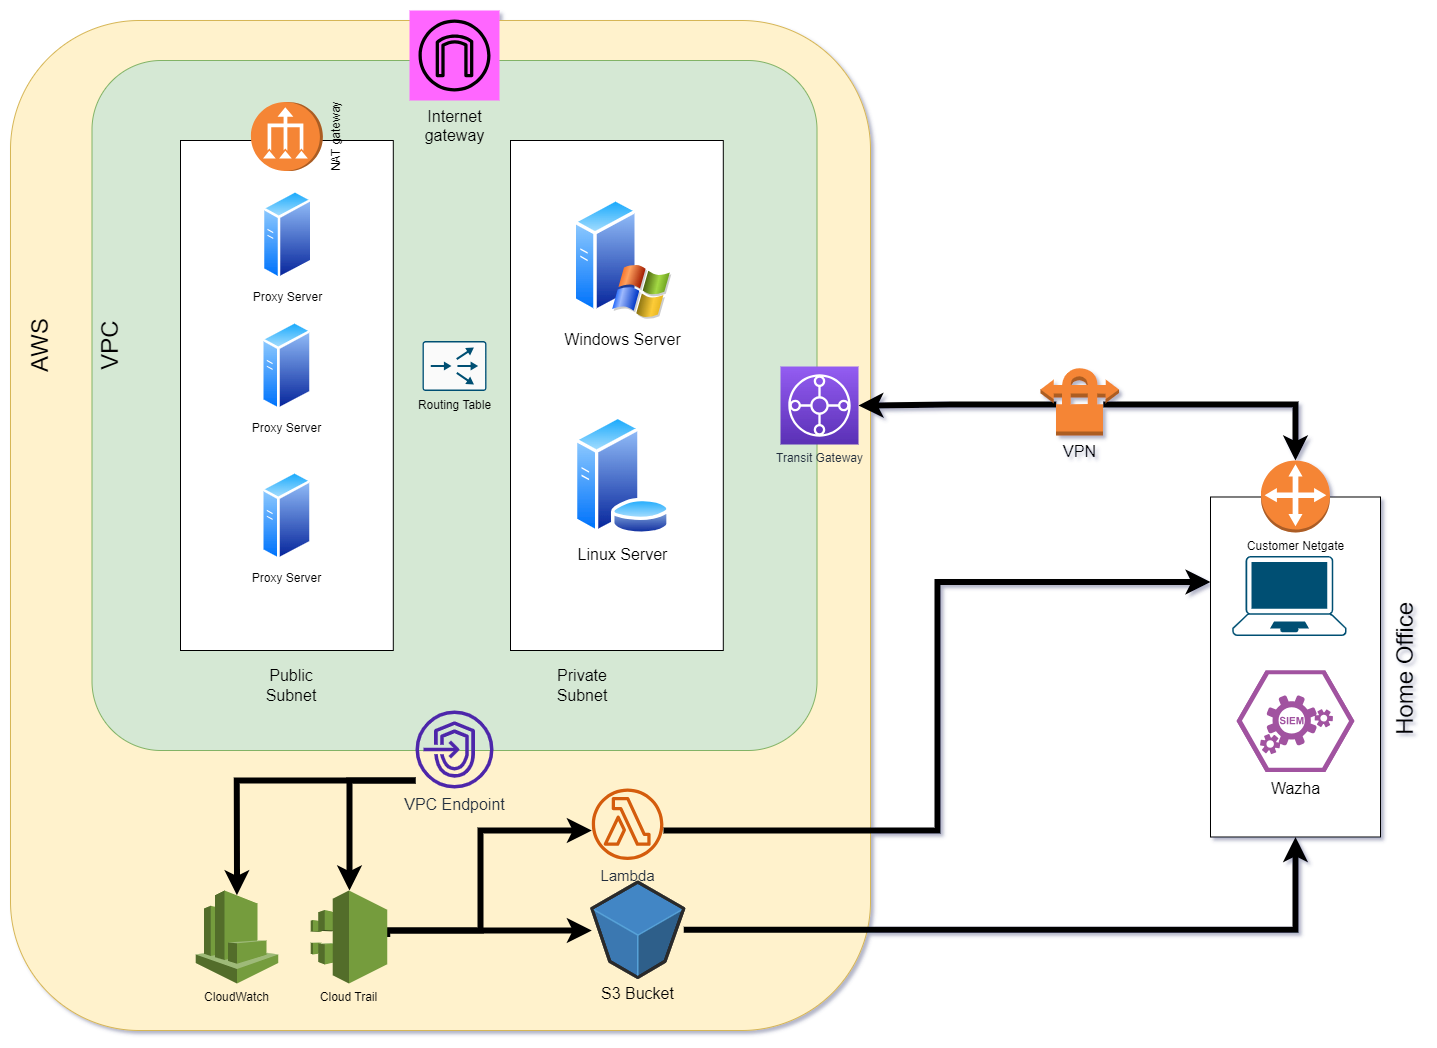 Internet
gateway
NAT gateway
AWS
VPC
Proxy Server
Proxy Server
Proxy Server
Routing Table
Windows Server
Linux Server
Public
Subnet
Private
Subnet
Transit Gateway
VPN
Customer Netgate
SIEM
Wazha
Home Office
VPC Endpoint
Lambda
CloudWatch
Cloud Trail
S3 Bucket